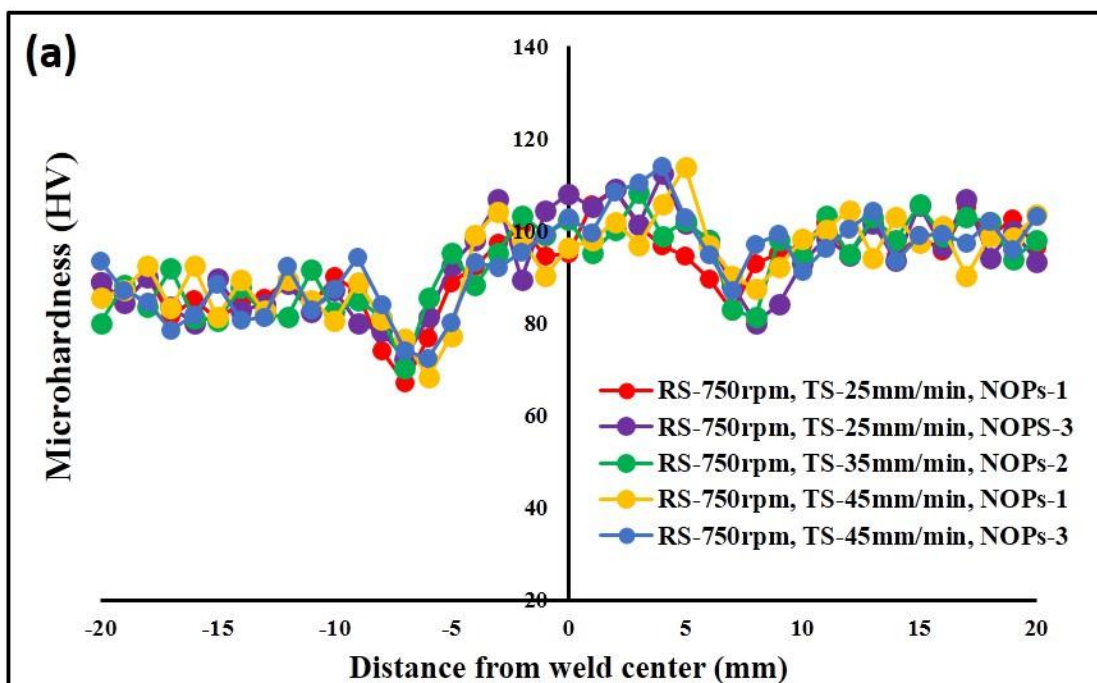 (a)
Microhardness (HV)
140
120
100
80
60
40
20
-20 -15 -10 -5 0 5 10 15 20
Distance from weld center (mm)
RS-750rpm, TS-25mm/min, NOPs-1
RS-750rpm, TS-25mm/min, NOPS-3
RS-750rpm, TS-35mm/min, NOPs-2
RS-750rpm, TS-45mm/min, NOPs-1
RS-750rpm, TS-45mm/min, NOPs-3